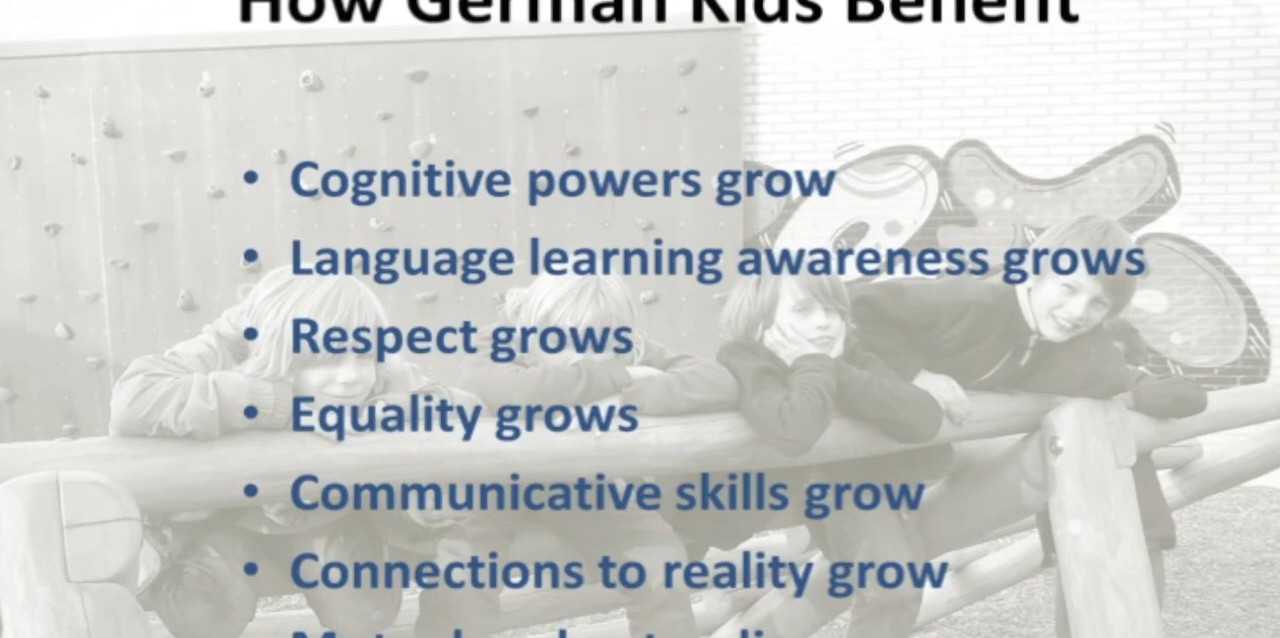 How German Kids Benefit
• Cognitive powers grow
• Language learning awareness grows
• Respect grows
• Equality grows
• Communicative skills grow
• Connections to reality grow